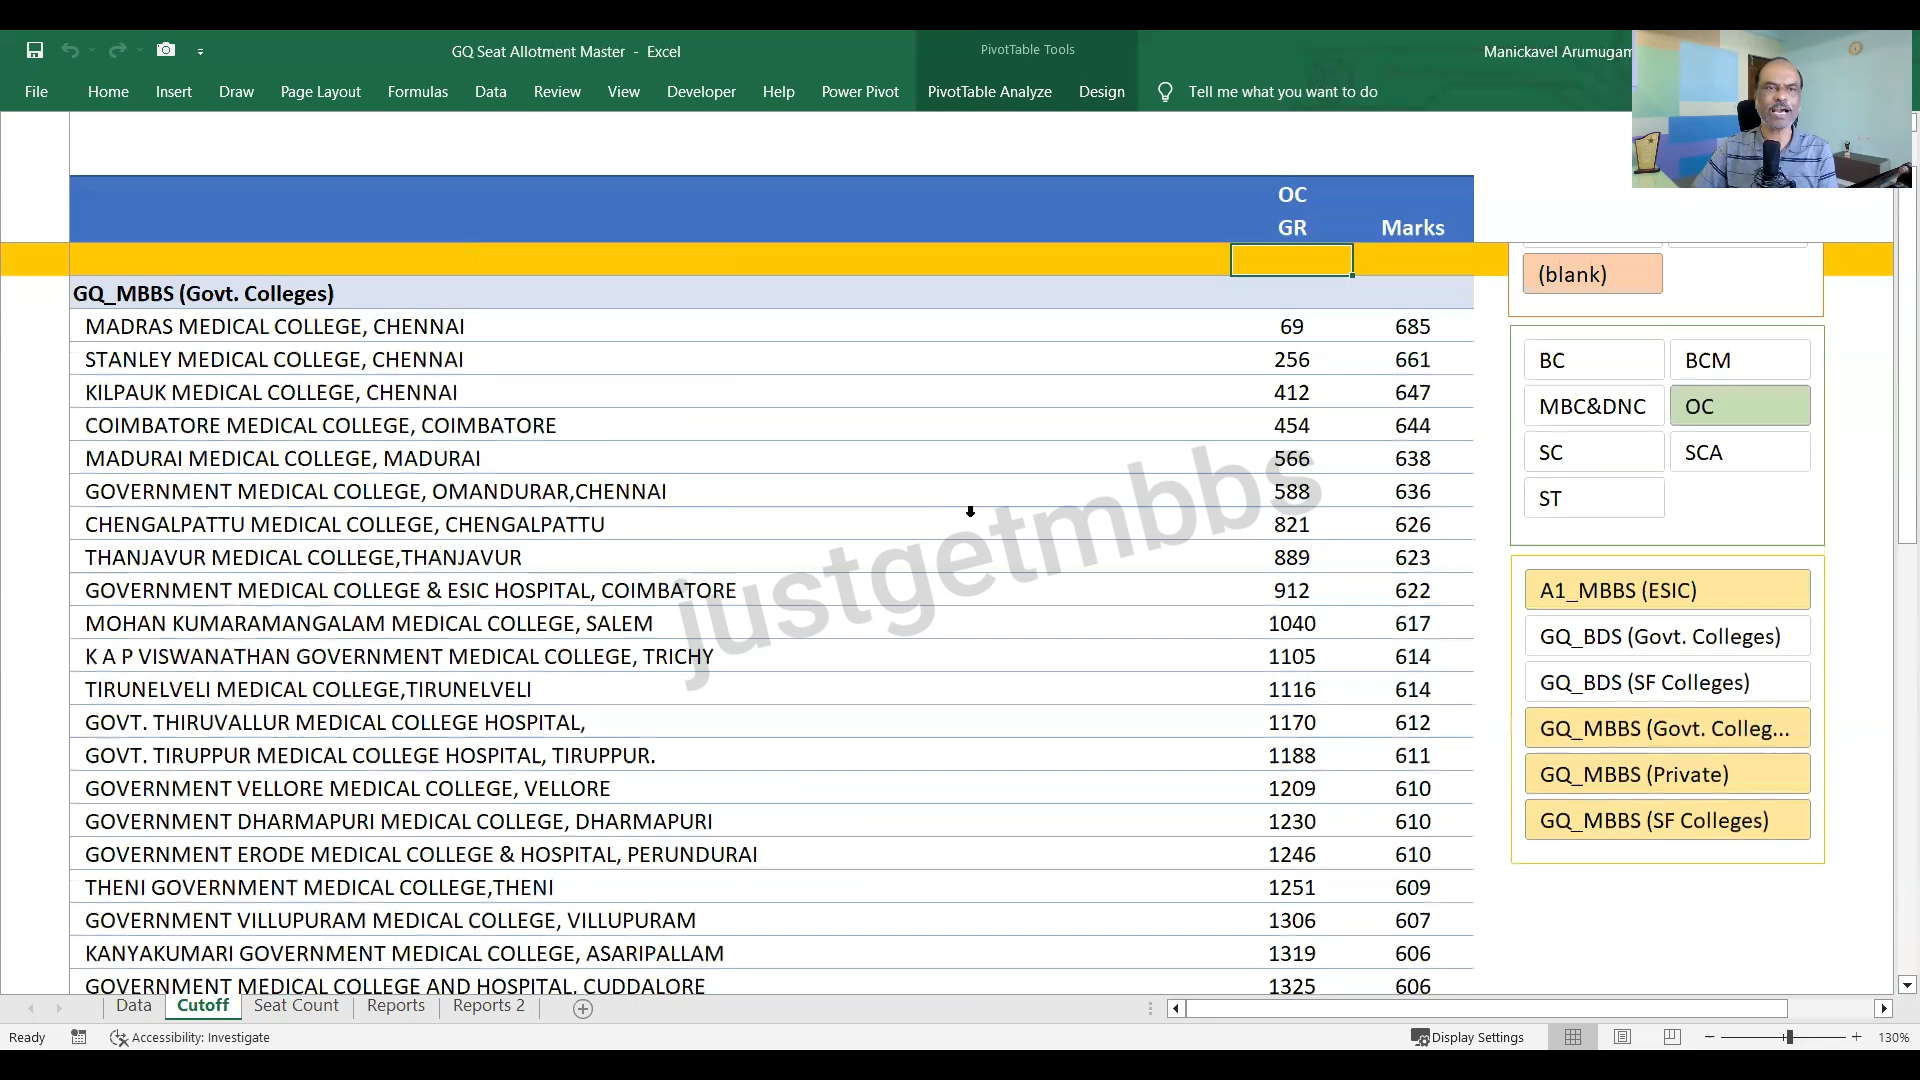 GQ Seat Allotment Master - Excel
PivotTable Tools
Manickavel Arumugam
File Home Insert Draw Page Layout Formulas Data Review View Developer Help Power Pivot PivotTable Analyze Design Tell me what you want to do
OC
GR Marks
GQ_MBBS (Govt. Colleges)
MADRAS MEDICAL COLLEGE, CHENNAI 69 685
STANLEY MEDICAL COLLEGE, CHENNAI 256 661
KILPAUK MEDICAL COLLEGE, CHENNAI 412 647
COIMBATORE MEDICAL COLLEGE, COIMBATORE 454 644
MADURAI MEDICAL COLLEGE, MADURAI 566 638
GOVERNMENT MEDICAL COLLEGE, OMANDURAR,CHENNAI 588 636
CHENGALPATTU MEDICAL COLLEGE, CHENGALPATTU 821 626
THANJAVUR MEDICAL COLLEGE,THANJAVUR 889 623
GOVERNMENT MEDICAL COLLEGE & ESIC HOSPITAL, COIMBATORE 912 622
MOHAN KUMARAMANGALAM MEDICAL COLLEGE, SALEM 1040 617
K A P VISWANATHAN GOVERNMENT MEDICAL COLLEGE, TRICHY 1105 614
TIRUNELVELI MEDICAL COLLEGE,TIRUNELVELI 1116 614
GOVT. THIRUVALLUR MEDICAL COLLEGE HOSPITAL, 1170 612
GOVT. TIRUPPUR MEDICAL COLLEGE HOSPITAL, TIRUPPUR. 1188 611
GOVERNMENT VELLORE MEDICAL COLLEGE, VELLORE 1209 610
GOVERNMENT DHARMAPURI MEDICAL COLLEGE, DHARMAPURI 1230 610
GOVERNMENT ERODE MEDICAL COLLEGE & HOSPITAL, PERUNDURAI 1246 610
THENI GOVERNMENT MEDICAL COLLEGE,THENI 1251 609
GOVERNMENT VILLUPURAM MEDICAL COLLEGE, VILLUPURAM 1306 607
KANYAKUMARI GOVERNMENT MEDICAL COLLEGE, ASARIPALLAM 1319 606
GOVERNMENT MEDICAL COLLEGE AND HOSPITAL, CUDDALORE 1325 606
justgetmbbs
(blank)
BC BCM
MBC&DNC OC
SC SCA
ST
A1_MBBS (ESIC)
GQ_BDS (Govt. Colleges)
GQ_BDS (SF Colleges)
GQ_MBBS (Govt. Colleg...
GQ_MBBS (Private)
GQ_MBBS (SF Colleges)
Data Cutoff Seat Count Reports Reports 2
Ready Accessibility: Investigate Display Settings 130%